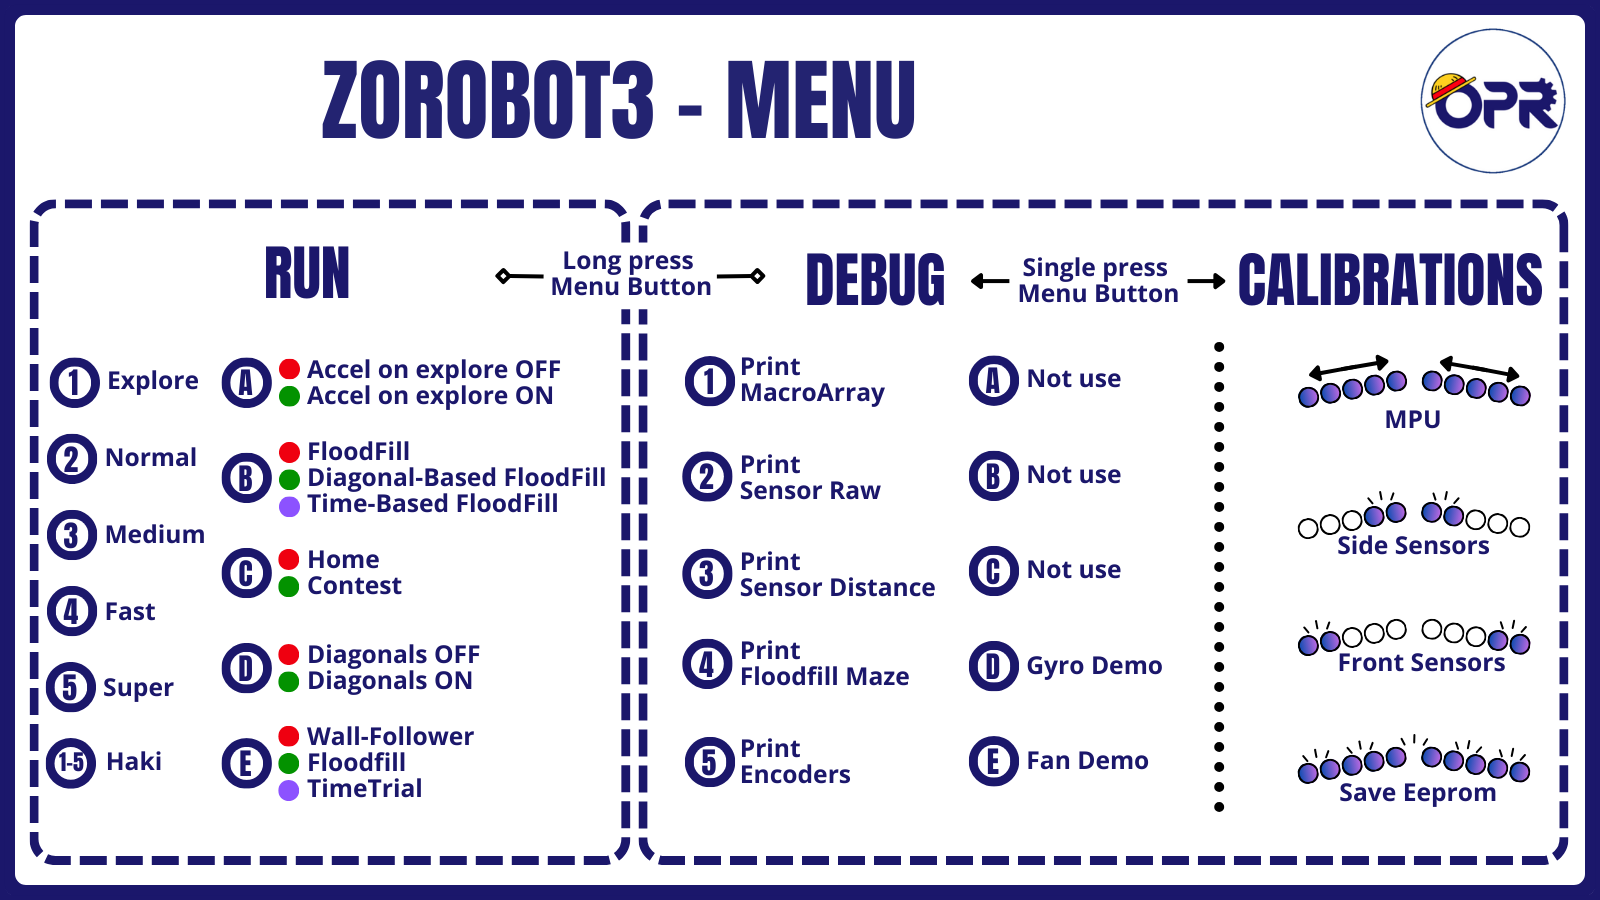 ZOROBOT3 - MENU
OPR
RUN
Long press
Menu Button
DEBUG
Single press
Menu Button
CALIBRATIONS
1 Explore
2 Normal
3 Medium
4 Fast
5 Super
1-5 Haki
A
Accel on explore OFF
Accel on explore ON
B
FloodFill
Diagonal-Based FloodFill
Time-Based FloodFill
C
Home
Contest
D
Diagonals OFF
Diagonals ON
E
Wall-Follower
Floodfill
TimeTrial
1
Print
MacroArray
2
Print
Sensor Raw
3
Print
Sensor Distance
4
Print
Floodfill Maze
5
Print
Encoders
A Not use
B Not use
C Not use
D Gyro Demo
E Fan Demo
MPU
Side Sensors
Front Sensors
Save Eeprom